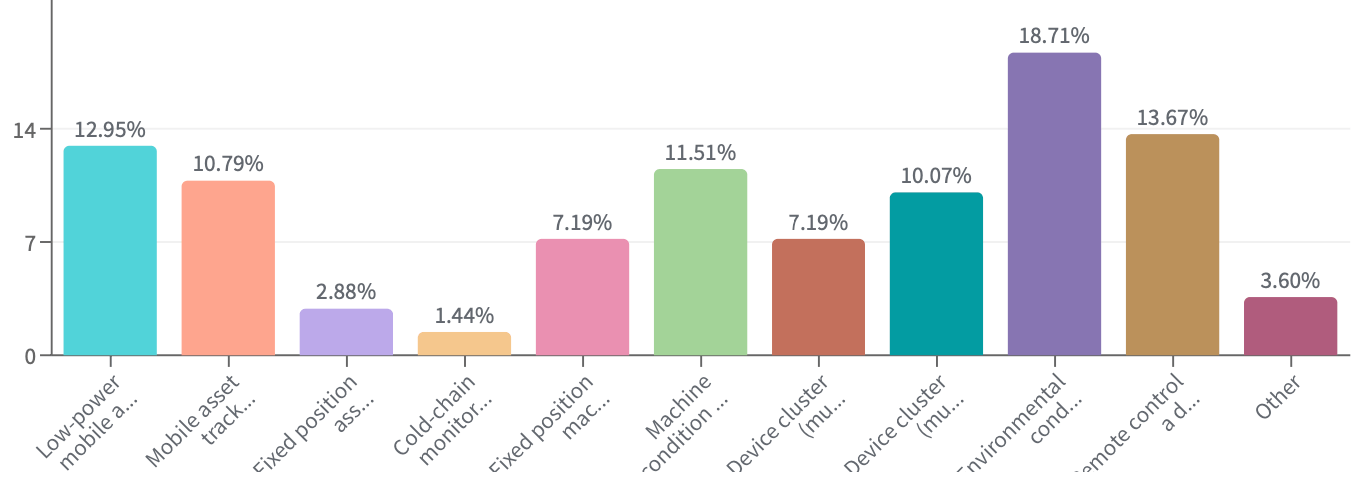 18.71%
14
12.95%
13.67%
10.79%
11.51%
10.07%
7
7.19%
7.19%
2.88%
1.44%
3.60%
0
Low-power
mobile a...
Mobile asset
track...
Fixed position
ass...
Cold-chain
monitor...
Fixed position
mac...
Machine
condition ...
Device cluster
(mu...
Device cluster
(mu...
Environmental
cond...
emote control
a d...
Other